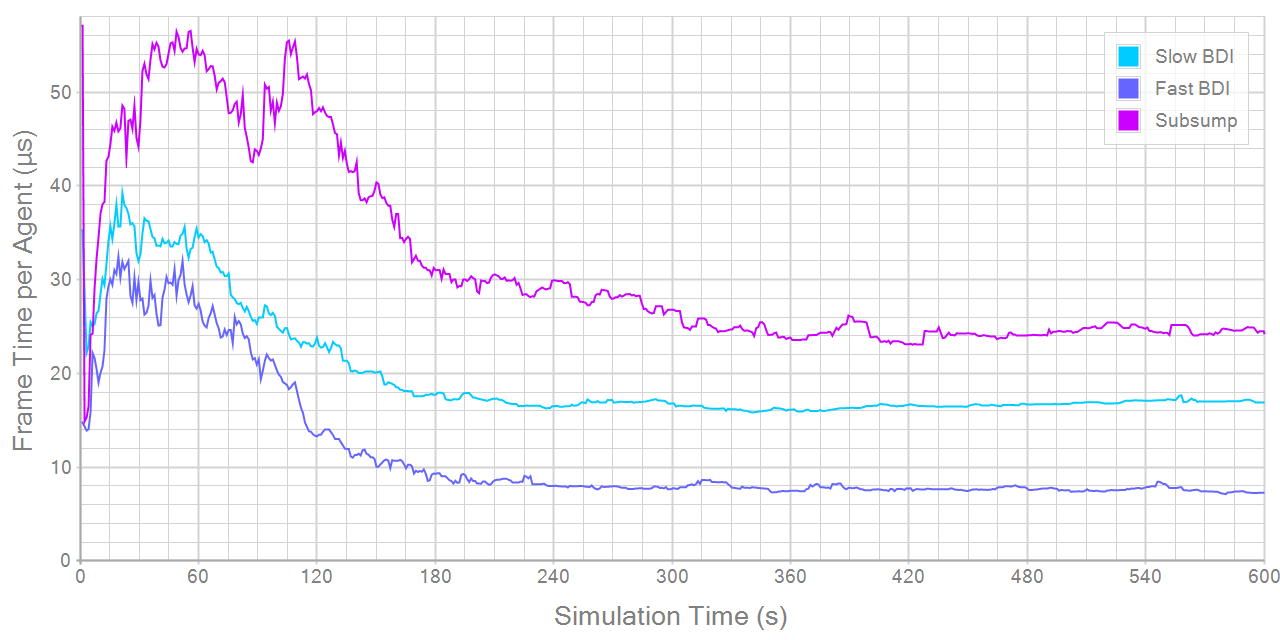 Frame Time per Agent (µs)
50
40
30
20
10
0
Slow BDI
Fast BDI
Subsump
0 60 120 180 240 300 360 420 480 540 600
Simulation Time (s)